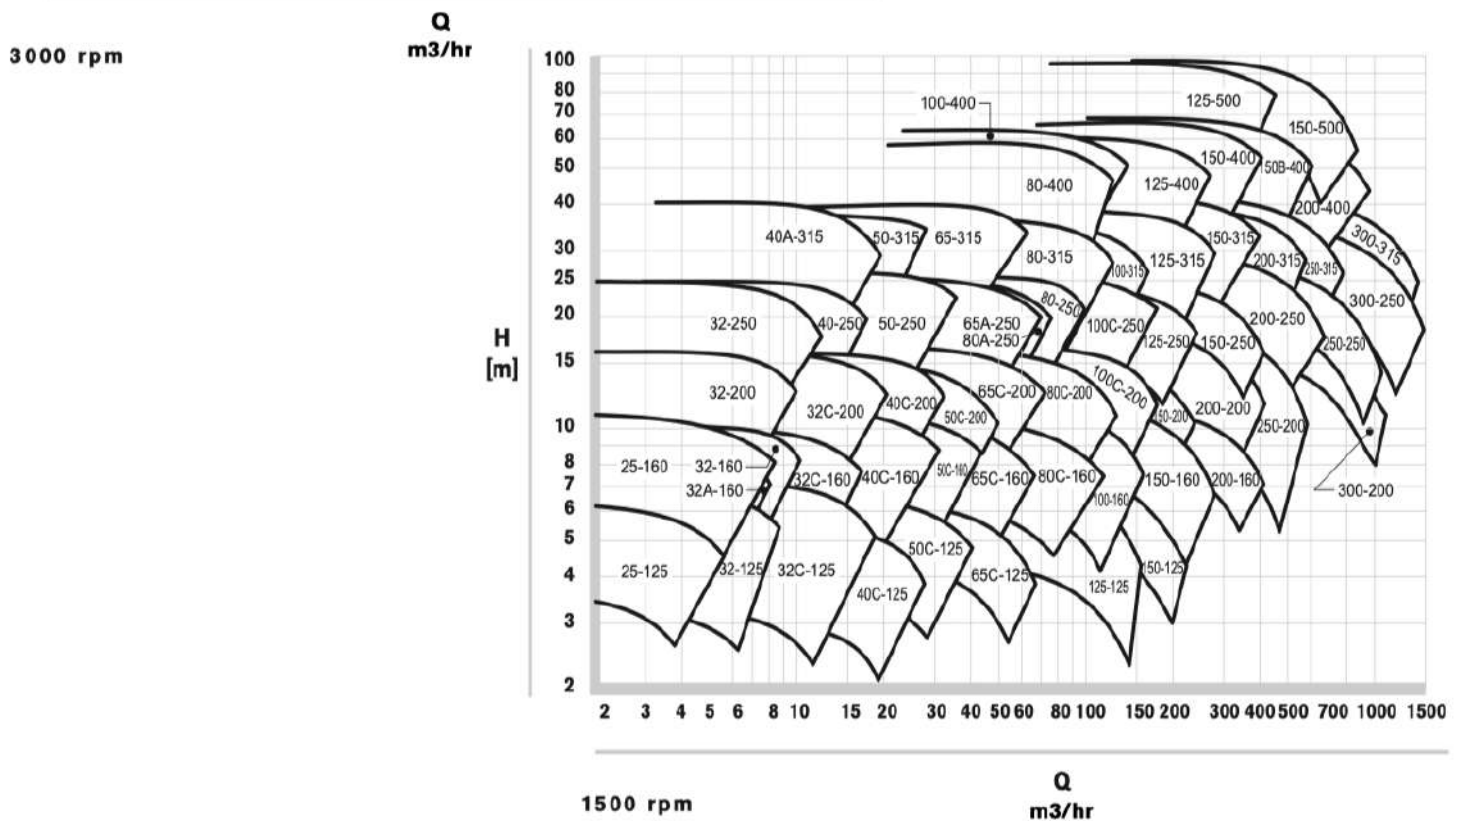 Q
3000 rpm
m3/hr
100
80
70
60
50
40
30
25
20
15
10
8
7
6
5
4
3
2
H
[m]
100-400
125-500
150-500
80-400
125-400
150-400
150B-400
200-400
40A-315
50-315
65-315
80-315
100-315
125-315
150-315
200-315
250-315
300-315
32-250
40-250
50-250
65A-250
80A-250
80-250
100C-250
125-250
150-250
200-250
250-250
300-250
32-200
32C-200
40C-200
50C-200
65C-200
80C-200
100C-200
150-200
200-200
250-200
300-200
25-160
32-160
32A-160
32C-160
40C-160
50C-160
65C-160
80C-160
100-160
150-160
200-160
25-125
32-125
32C-125
40C-125
50C-125
65C-125
125-125
150-125
2 3 4 5 6 8 10 15 20 30 40 50 60 80 100 150 200 300 400 500 700 1000 1500
Q
1500 rpm
m3/hr